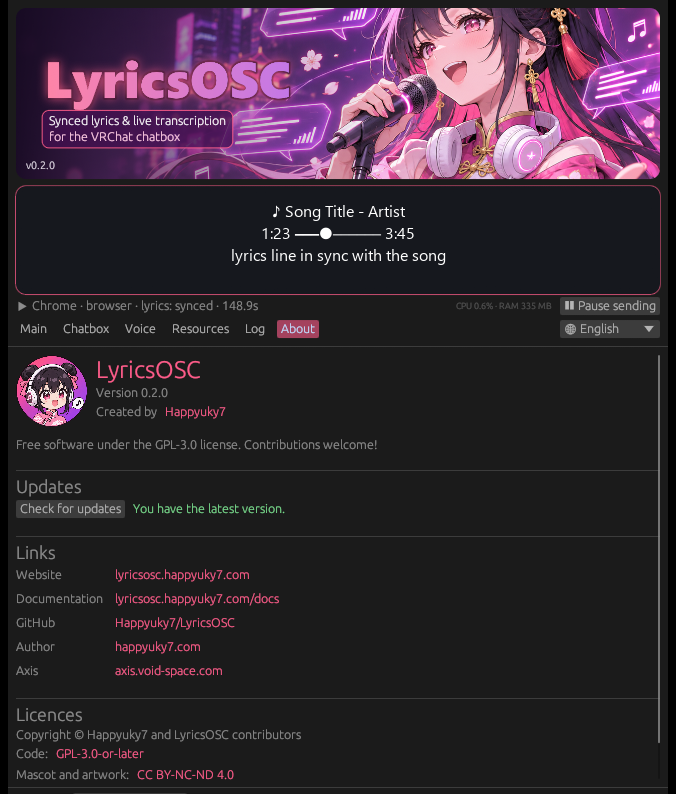 LyricsOSC
Synced lyrics & live transcription
for the VRChat chatbox
v0.2.0
♪ Song Title - Artist
1:23 3:45
lyrics line in sync with the song
▶ Chrome · browser · lyrics: synced · 148.9s
CPU 0.6% · RAM 335 MB
Pause sending
Main Chatbox Voice Resources Log About
English
LyricsOSC
Version 0.2.0
Created by Happyuky7
Free software under the GPL-3.0 license. Contributions welcome!
Updates
Check for updates You have the latest version.
Links
Website lyricsosc.happyuky7.com
Documentation lyricsosc.happyuky7.com/docs
GitHub Happyuky7/LyricsOSC
Author happyuky7.com
Axis axis.void-space.com
Licences
Copyright © Happyuky7 and LyricsOSC contributors
Code: GPL-3.0-or-later
Mascot and artwork: CC BY-NC-ND 4.0